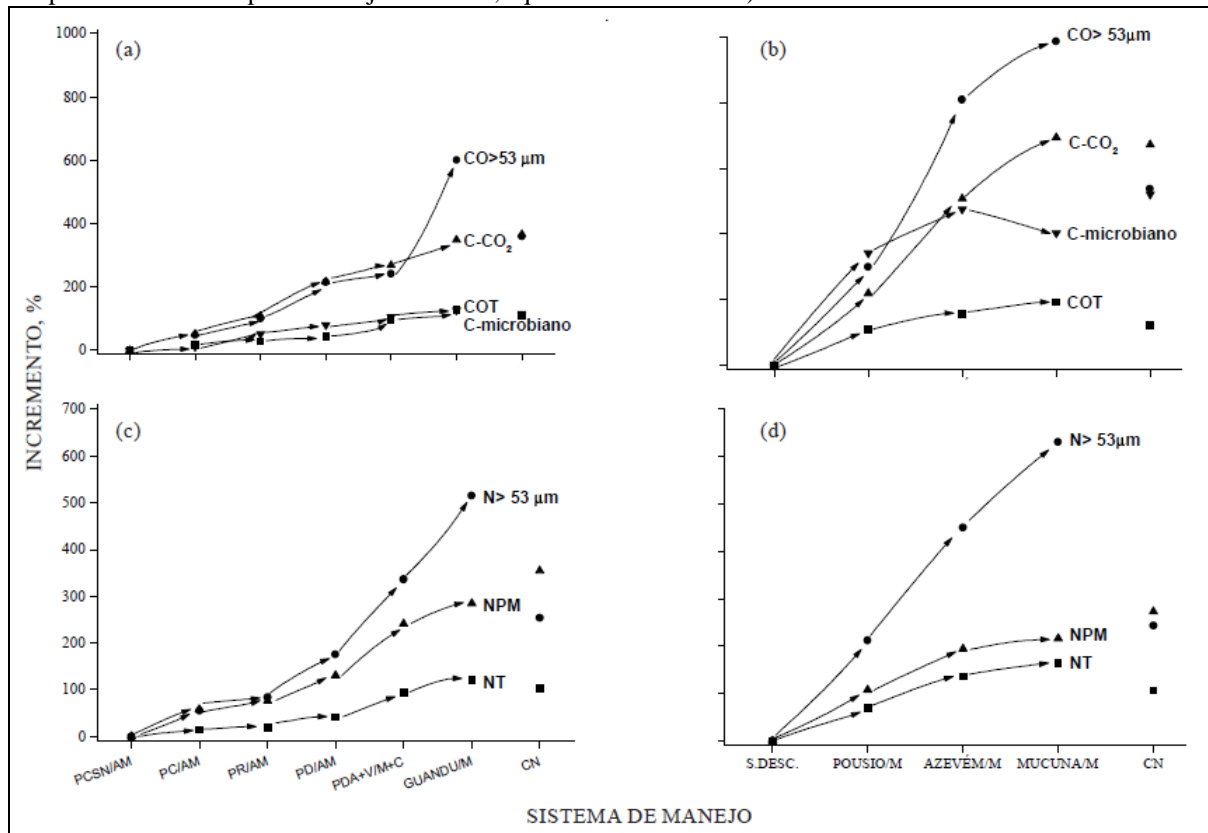 1000
800
600
400
200
0
(a)
CO>53 µm
C-CO₂
COT
C-microbiano
(b)
CO> 53µm
C-CO₂
C-microbiano
COT
INCREMENTO, %
700
600
500
400
300
200
100
0
(c)
N> 53 µm
NPM
NT
PCSN/AM
PC/AM
PR/AM
PD/AM
PDA+V/M+C
GUANDU/M
CN
(d)
N> 53µm
NPM
NT
S.DESC.
POUSIO/M
AZEVÉM/M
MUCUNA/M
CN
SISTEMA DE MANEJO